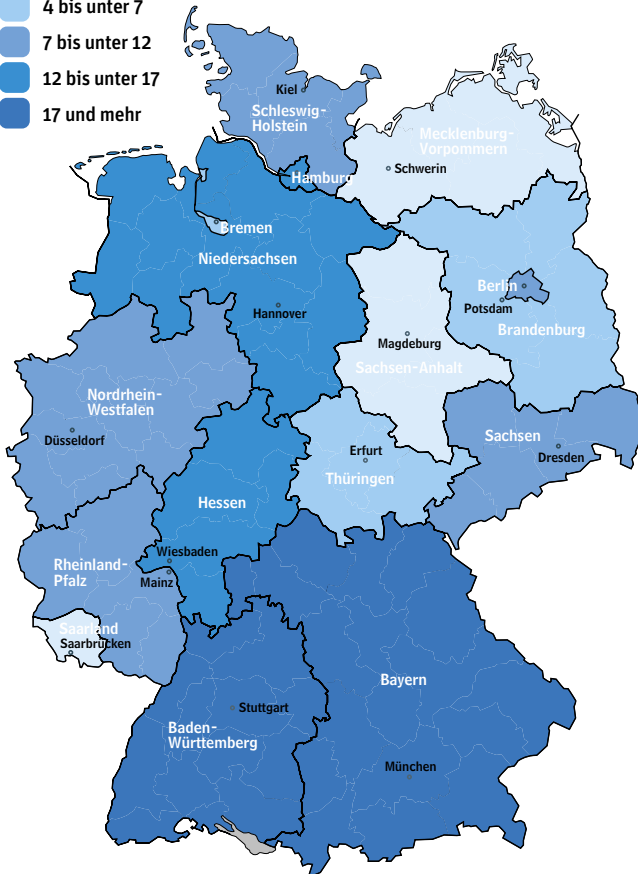 4 bis unter 7
7 bis unter 12
12 bis unter 17
17 und mehr
Kiel
Schleswig-
Holstein
Mecklenburg-
Vorpommern
Schwerin
Hamburg
Bremen
Niedersachsen
Hannover
Berlin
Potsdam
Brandenburg
Magdeburg
Sachsen-Anhalt
Nordrhein-
Westfalen
Düsseldorf
Sachsen
Dresden
Erfurt
Thüringen
Hessen
Wiesbaden
Mainz
Rheinland-
Pfalz
Saarland
Saarbrücken
Bayern
Stuttgart
Baden-
Württemberg
München